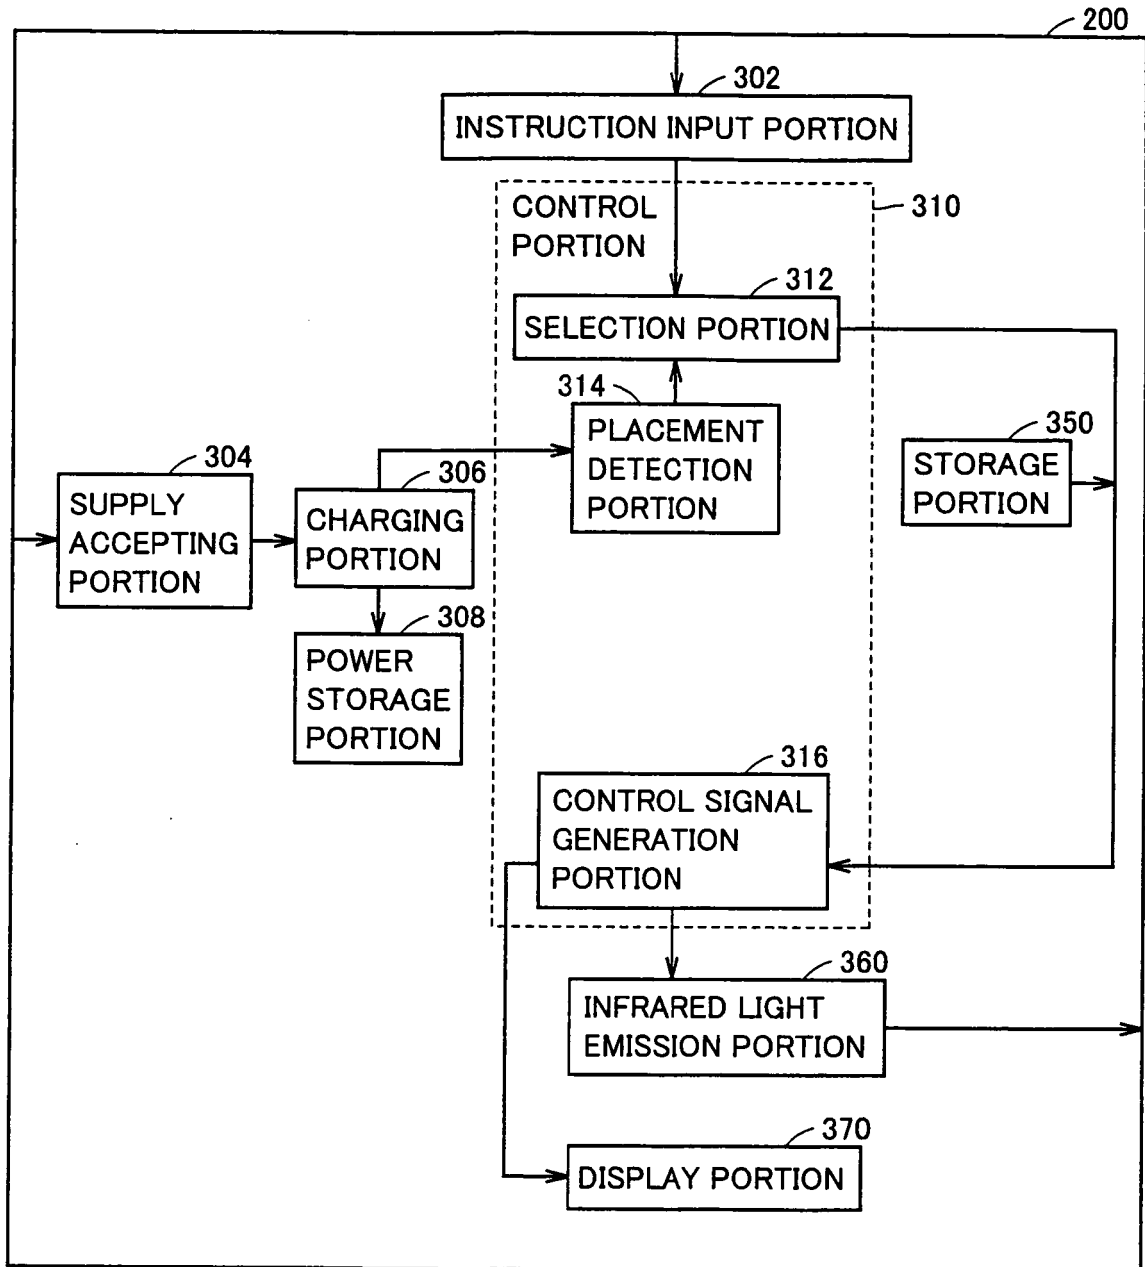 200
302
INSTRUCTION INPUT PORTION
CONTROL
PORTION
310
312
SELECTION PORTION
314
PLACEMENT
DETECTION
PORTION
350
STORAGE
PORTION
304
SUPPLY
ACCEPTING
PORTION
306
CHARGING
PORTION
308
POWER
STORAGE
PORTION
316
CONTROL SIGNAL
GENERATION
PORTION
360
INFRARED LIGHT
EMISSION PORTION
370
DISPLAY PORTION